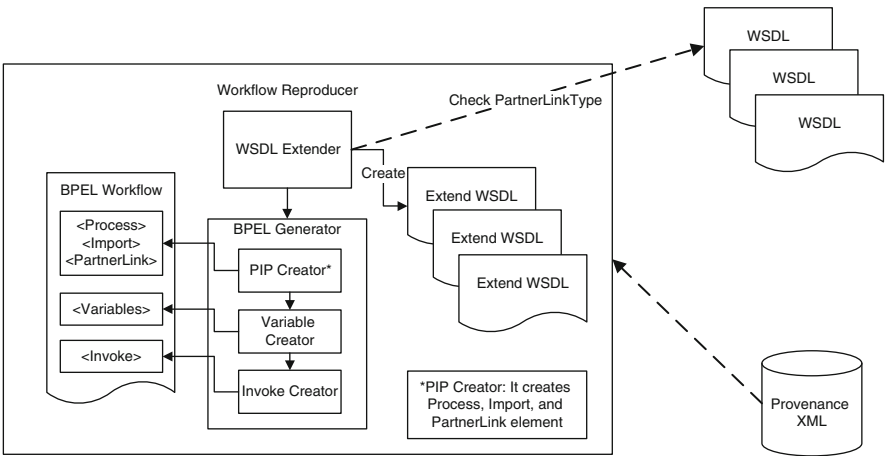 WSDL
WSDL
WSDL
Workflow Reproducer
Check PartnerLinkType
WSDL Extender
Create
Extend WSDL
Extend WSDL
Extend WSDL
BPEL Workflow
<Process>
<Import>
<PartnerLink>
<Variables>
<Invoke>
BPEL Generator
PIP Creator*
Variable
Creator
Invoke Creator
*PIP Creator: It creates
Process, Import, and
PartnerLink element
Provenance
XML